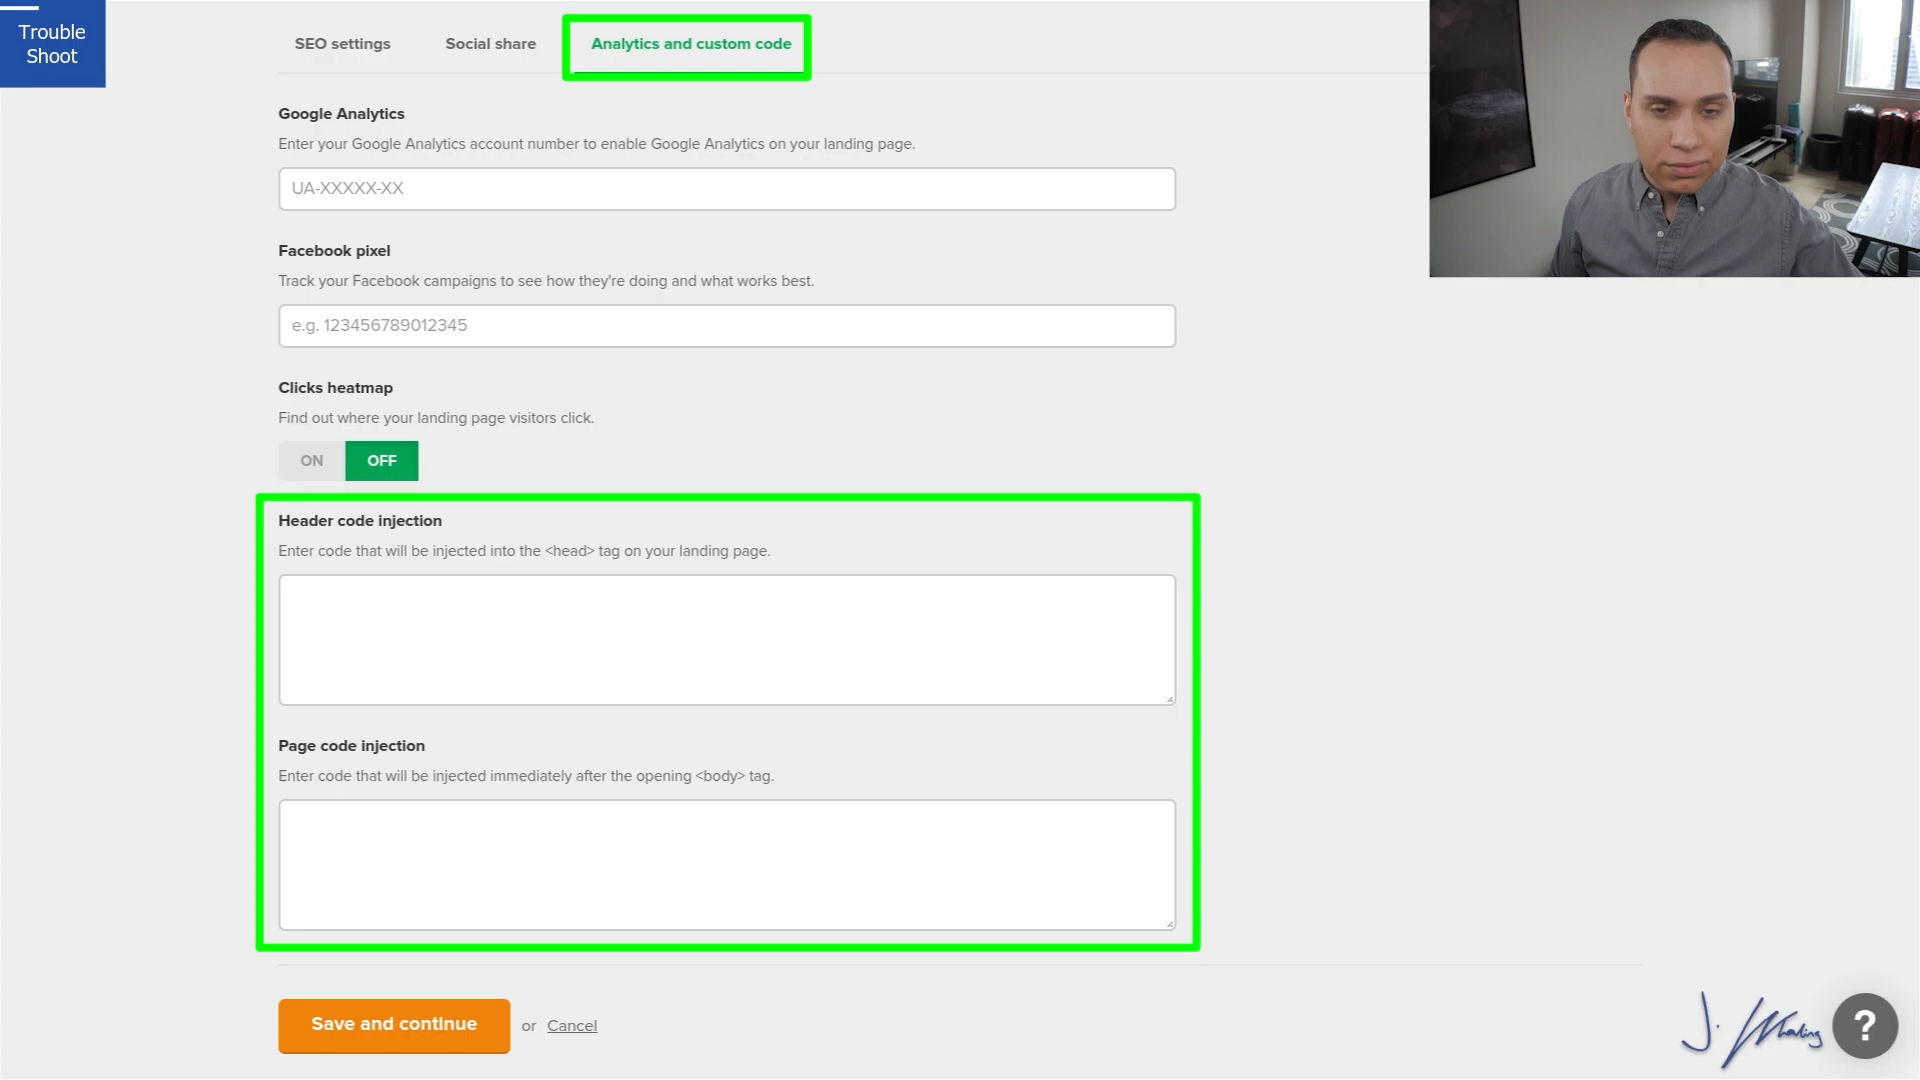 Trouble
Shoot
SEO settings
Social share
Analytics and custom code
Google Analytics
Enter your Google Analytics account number to enable Google Analytics on your landing page.
UA-XXXXX-XX
Facebook pixel
Track your Facebook campaigns to see how they're doing and what works best.
e.g. 123456789012345
Clicks heatmap
Find out where your landing page visitors click.
ON
OFF
Header code injection
Enter code that will be injected into the <head> tag on your landing page.
Page code injection
Enter code that will be injected immediately after the opening <body> tag.
Save and continue
or Cancel
?